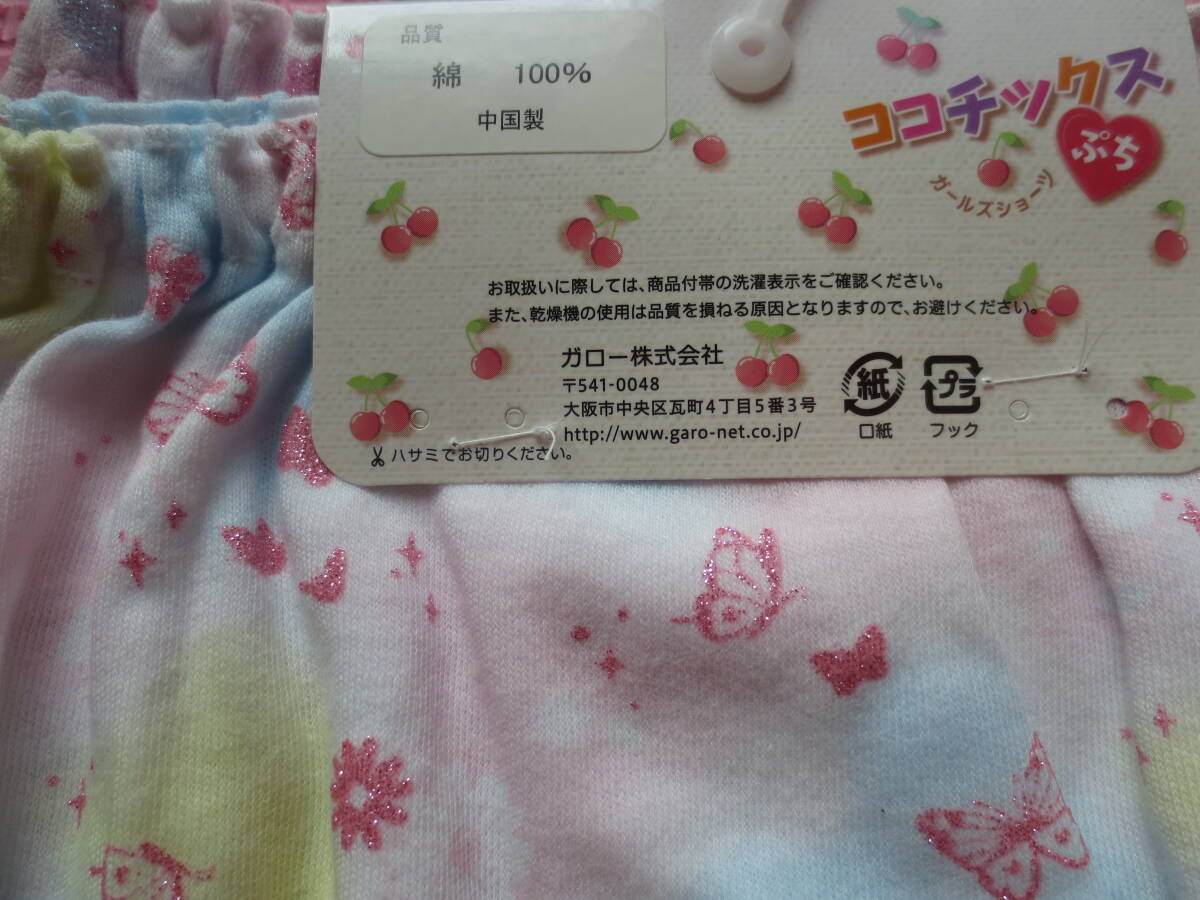 品質
綿 100%
中国製
ココチックス
ぷち
ガールズショーツ
お取扱いに際しては、商品付帯の洗濯表示をご確認ください。
また、乾燥機の使用は品質を損ねる原因となりますので、お避けください。
ガロー株式会社
〒541-0048
大阪市中央区瓦町4丁目5番3号
http://www.garo-net.co.jp/
紙
プラ
口紙
フック
ハサミでお切りください。